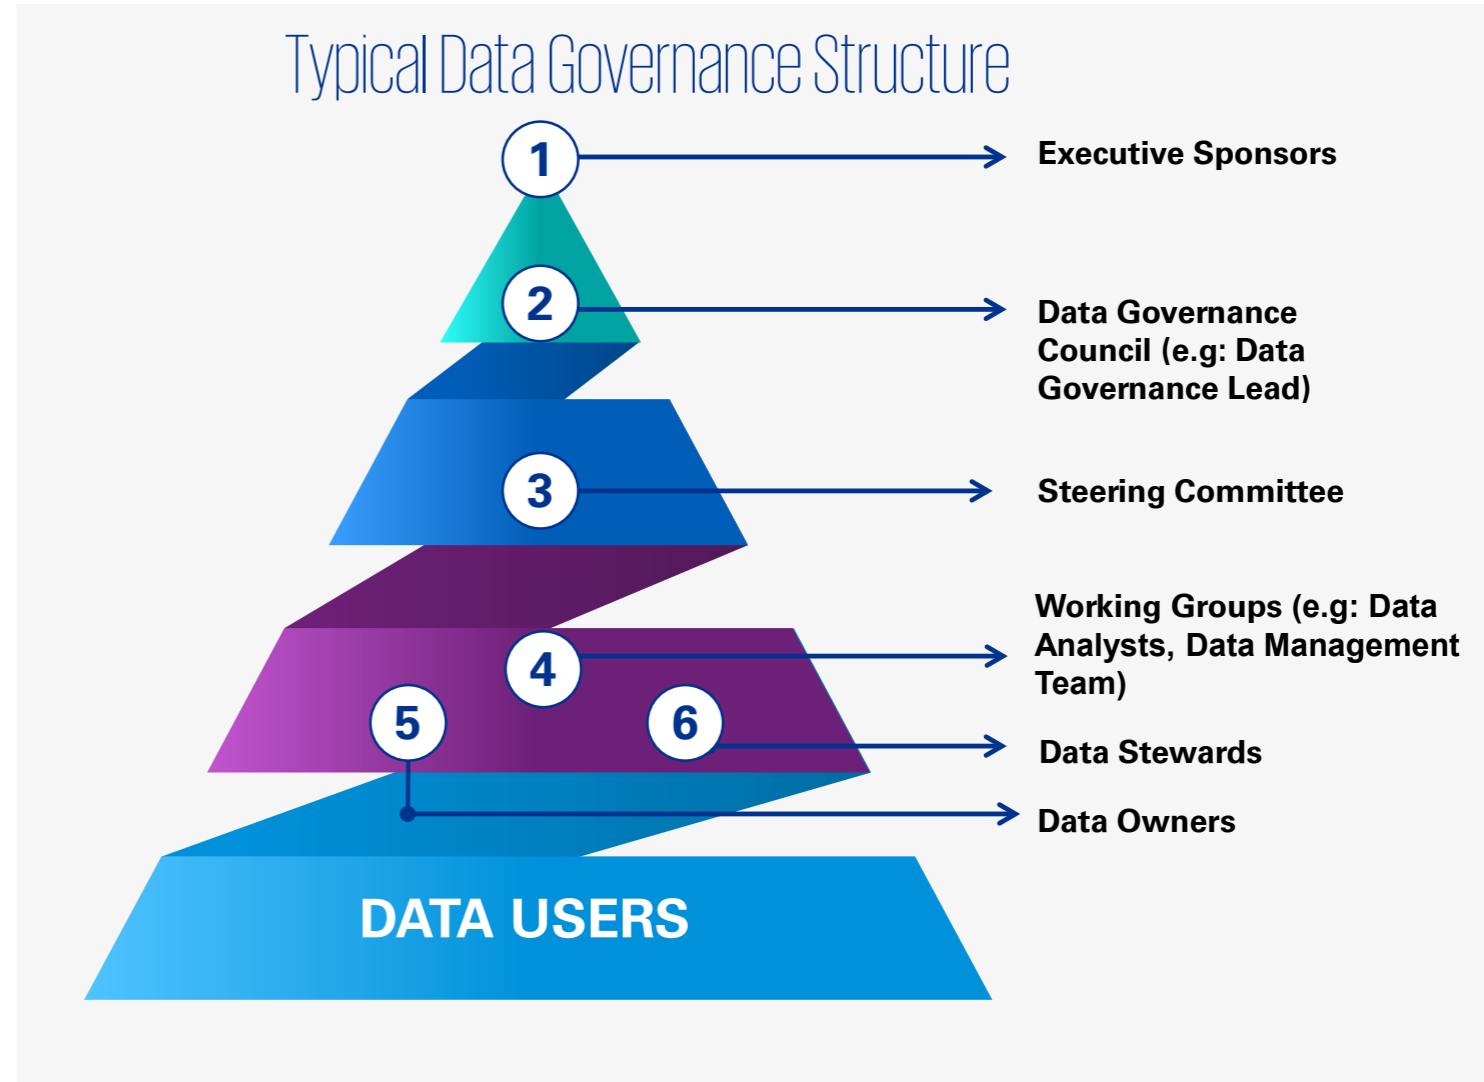 Typical Data Governance Structure
1
Executive Sponsors
2
Data Governance
Council (e.g: Data
Governance Lead)
3
Steering Committee
4
Working Groups (e.g: Data
Analysts, Data Management
Team)
5
6
Data Stewards
Data Owners
DATA USERS